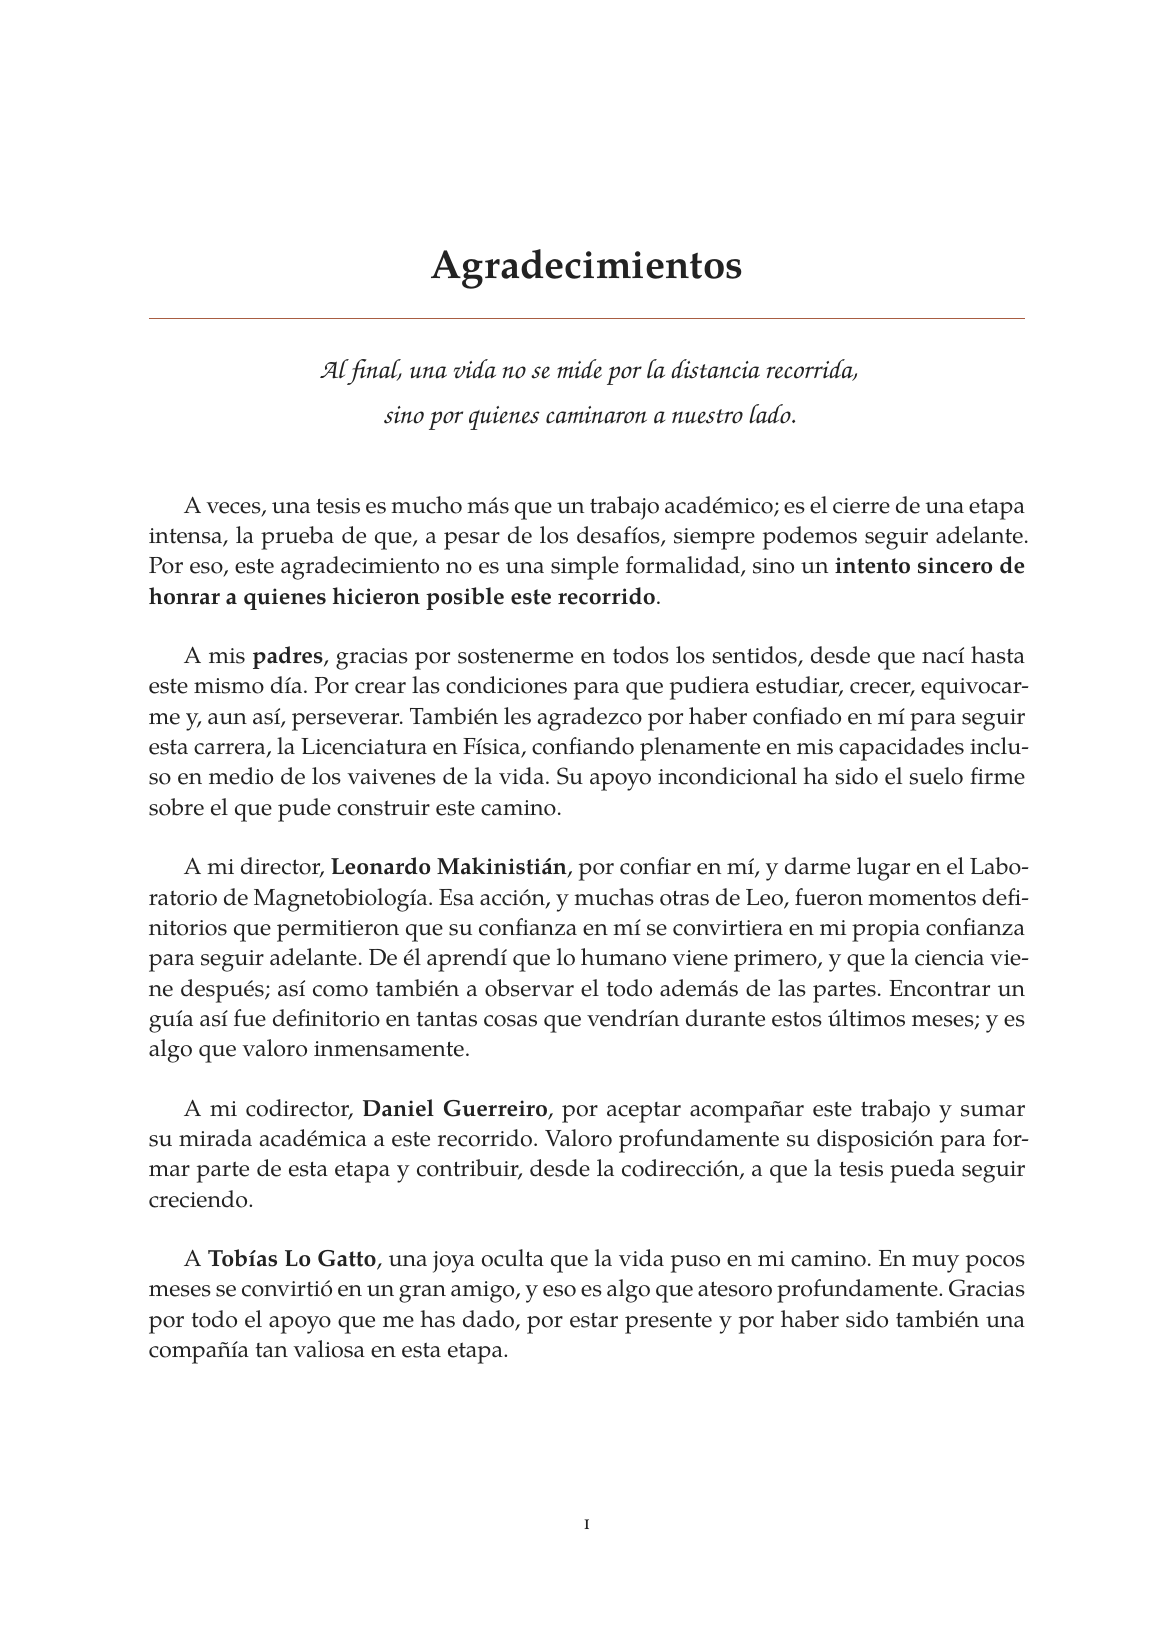 Agradecimientos
Al final, una vida no se mide por la distancia recorrida,
sino por quienes caminaron a nuestro lado.
A veces, una tesis es mucho más que un trabajo académico; es el cierre de una etapa
intensa, la prueba de que, a pesar de los desafíos, siempre podemos seguir adelante.
Por eso, este agradecimiento no es una simple formalidad, sino un intento sincero de
honrar a quienes hicieron posible este recorrido.
A mis padres, gracias por sostenerme en todos los sentidos, desde que nací hasta
este mismo día. Por crear las condiciones para que pudiera estudiar, crecer, equivocar-
me y, aun así, perseverar. También les agradezco por haber confiado en mí para seguir
esta carrera, la Licenciatura en Física, confiando plenamente en mis capacidades inclu-
so en medio de los vaivenes de la vida. Su apoyo incondicional ha sido el suelo firme
sobre el que pude construir este camino.
A mi director, Leonardo Makinistián, por confiar en mí, y darme lugar en el Labo-
ratorio de Magnetobiología. Esa acción, y muchas otras de Leo, fueron momentos defi-
nitorios que permitieron que su confianza en mí se convirtiera en mi propia confianza
para seguir adelante. De él aprendí que lo humano viene primero, y que la ciencia vie-
ne después; así como también a observar el todo además de las partes. Encontrar un
guía así fue definitorio en tantas cosas que vendrían durante estos últimos meses; y es
algo que valoro inmensamente.
A mi codirector, Daniel Guerreiro, por aceptar acompañar este trabajo y sumar
su mirada académica a este recorrido. Valoro profundamente su disposición para for-
mar parte de esta etapa y contribuir, desde la codirección, a que la tesis pueda seguir
creciendo.
A Tobías Lo Gatto, una joya oculta que la vida puso en mi camino. En muy pocos
meses se convirtió en un gran amigo, y eso es algo que atesoro profundamente. Gracias
por todo el apoyo que me has dado, por estar presente y por haber sido también una
compañía tan valiosa en esta etapa.
I